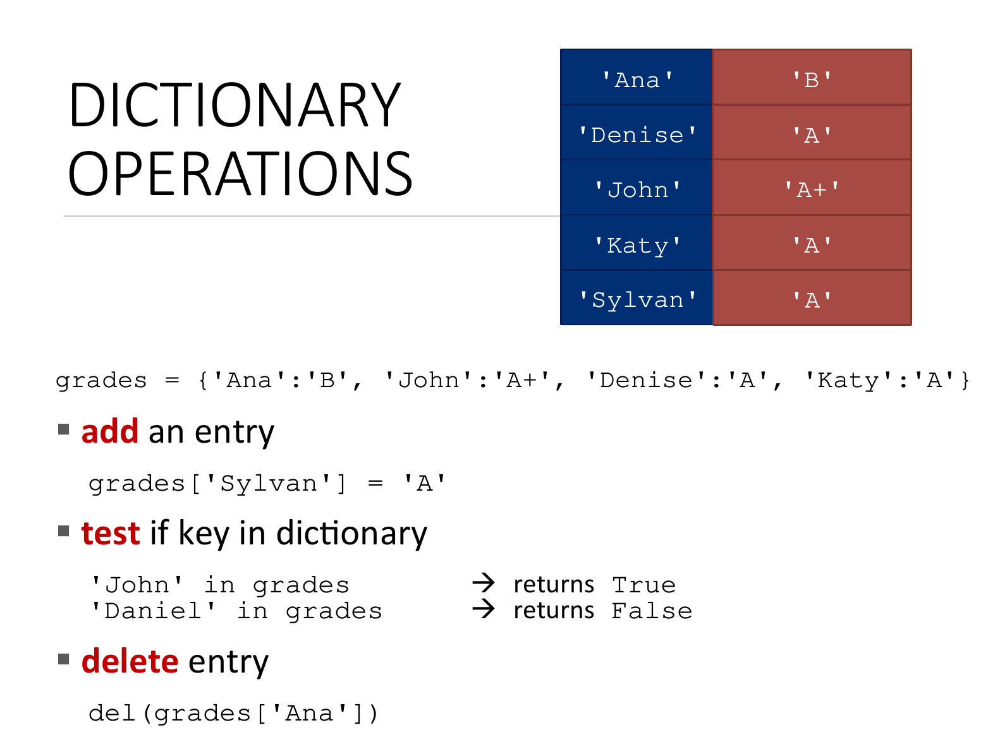 DICTIONARY
OPERATIONS
'Ana' 'B'
'Denise' 'A'
'John' 'A+'
'Katy' 'A'
'Sylvan' 'A'
grades = {'Ana':'B', 'John':'A+', 'Denise':'A', 'Katy':'A'}
▪ add an entry
grades['Sylvan'] = 'A'
▪ test if key in dictionary
'John' in grades → returns True
'Daniel' in grades → returns False
▪ delete entry
del(grades['Ana'])